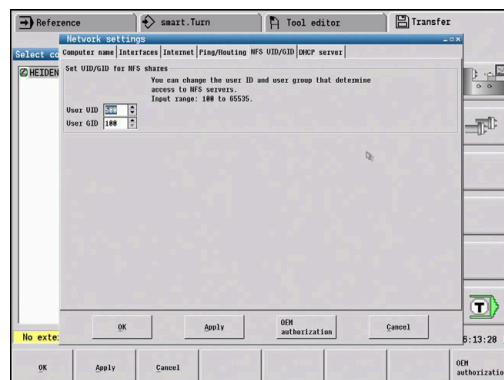 Reference
smart.Turn
Tool editor
Transfer
Network settings
Select co
Computer name Interfaces Internet Ping/Routing NFS UID/GID DHCP server
HEIDEN
Set UID/GID for NFS shares
You can change the user ID and user group that determine
access to NFS servers.
Input range: 100 to 65535.
User UID 500
User GID 100
T
OK
Apply
OEM
authorization
Cancel
No exte
6:13:28
OK
Apply
Cancel
OEM
authorizatio